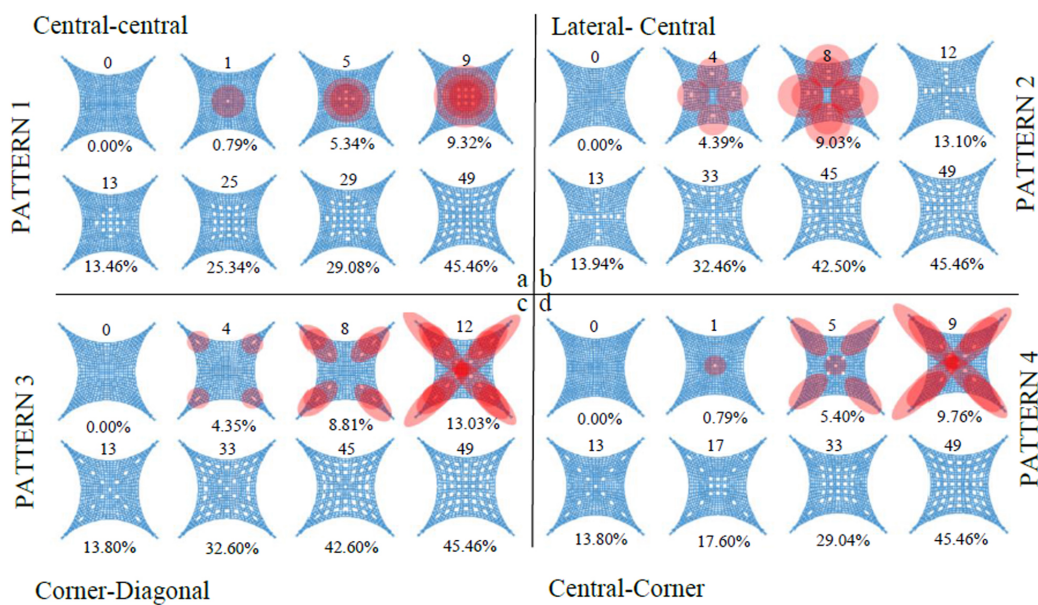 Central-central
PATTERN 1
0 1 5 9
0.00% 0.79% 5.34% 9.32%
13 25 29 49
13.46% 25.34% 29.08% 45.46%
a
Lateral- Central
PATTERN 2
0 4 8 12
0.00% 4.39% 9.03% 13.10%
13 33 45 49
13.94% 32.46% 42.50% 45.46%
b
c
PATTERN 3
0 4 8 12
0.00% 4.35% 8.81% 13.03%
13 33 45 49
13.80% 32.60% 42.60% 45.46%
Corner-Diagonal
d
PATTERN 4
0 1 5 9
0.00% 0.79% 5.40% 9.76%
13 17 33 49
13.80% 17.60% 29.04% 45.46%
Central-Corner